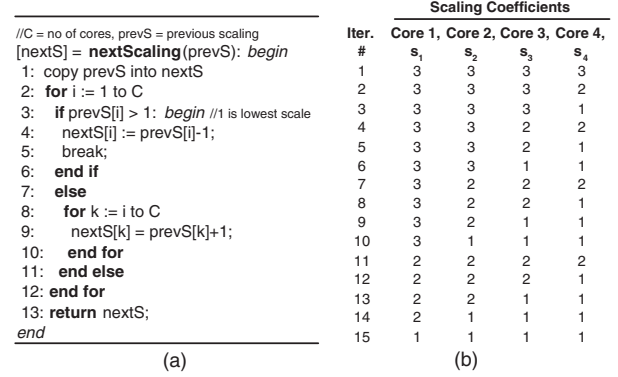 //C = no of cores, prevS = previous scaling
[nextS] = nextScaling(prevS): begin
1: copy prevS into nextS
2: for i := 1 to C
3: if prevS[i] > 1: begin //1 is lowest scale
4: nextS[i] := prevS[i]-1;
5: break;
6: end if
7: else
8: for k := i to C
9: nextS[k] = prevS[k]+1;
10: end for
11: end else
12: end for
13: return nextS;
end
(a)
Scaling Coefficients
Iter. Core 1, Core 2, Core 3, Core 4,
# s1 s2 s3 s4
1 3 3 3 3
2 3 3 3 2
3 3 3 3 1
4 3 3 2 2
5 3 3 2 1
6 3 3 1 1
7 3 2 2 2
8 3 2 2 1
9 3 2 1 1
10 3 1 1 1
11 2 2 2 2
12 2 2 2 1
13 2 2 1 1
14 2 1 1 1
15 1 1 1 1
(b)